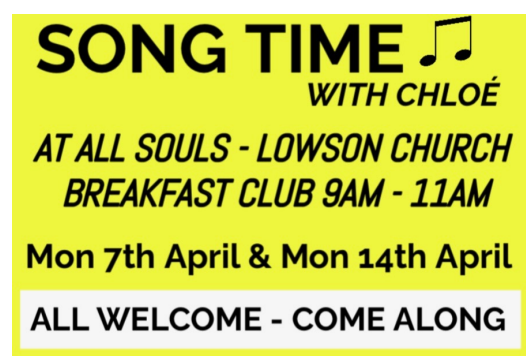 SONG TIME
WITH CHLOÉ
AT ALL SOULS - LOWSON CHURCH
BREAKFAST CLUB 9AM - 11AM
Mon 7th April & Mon 14th April
ALL WELCOME - COME ALONG